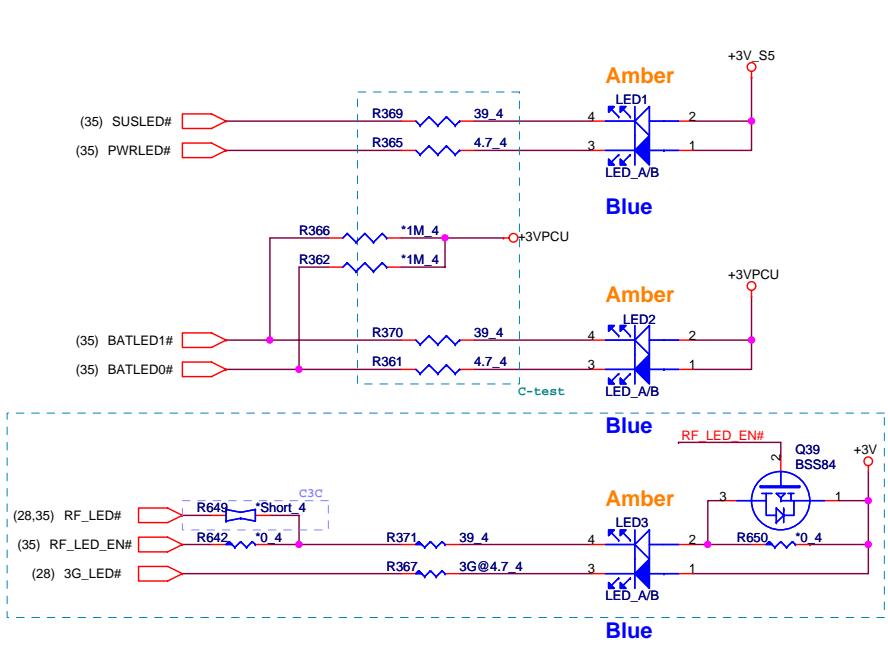 +3V_S5
Amber
LED1
R369 39_4 4 2
(35) SUSLED#
R365 4.7_4 3 1
(35) PWRLED#
LED_A/B
Blue
R366 *1M_4
+3VPCU
R362 *1M_4
+3VPCU
Amber
LED2
R370 39_4 4 2
(35) BATLED1#
R361 4.7_4 3 1
(35) BATLED0#
LED_A/B
C-test
Blue
RF_LED_EN#
Q39
BSS84
+3V
2
C3C
Amber
3 1
R649 *Short_4
(28,35) RF_LED#
LED3
R642 *0_4 R371 39_4 4 2 R650 *0_4
(35) RF_LED_EN#
R367 3G@4.7_4 3 1
(28) 3G_LED#
LED_A/B
Blue